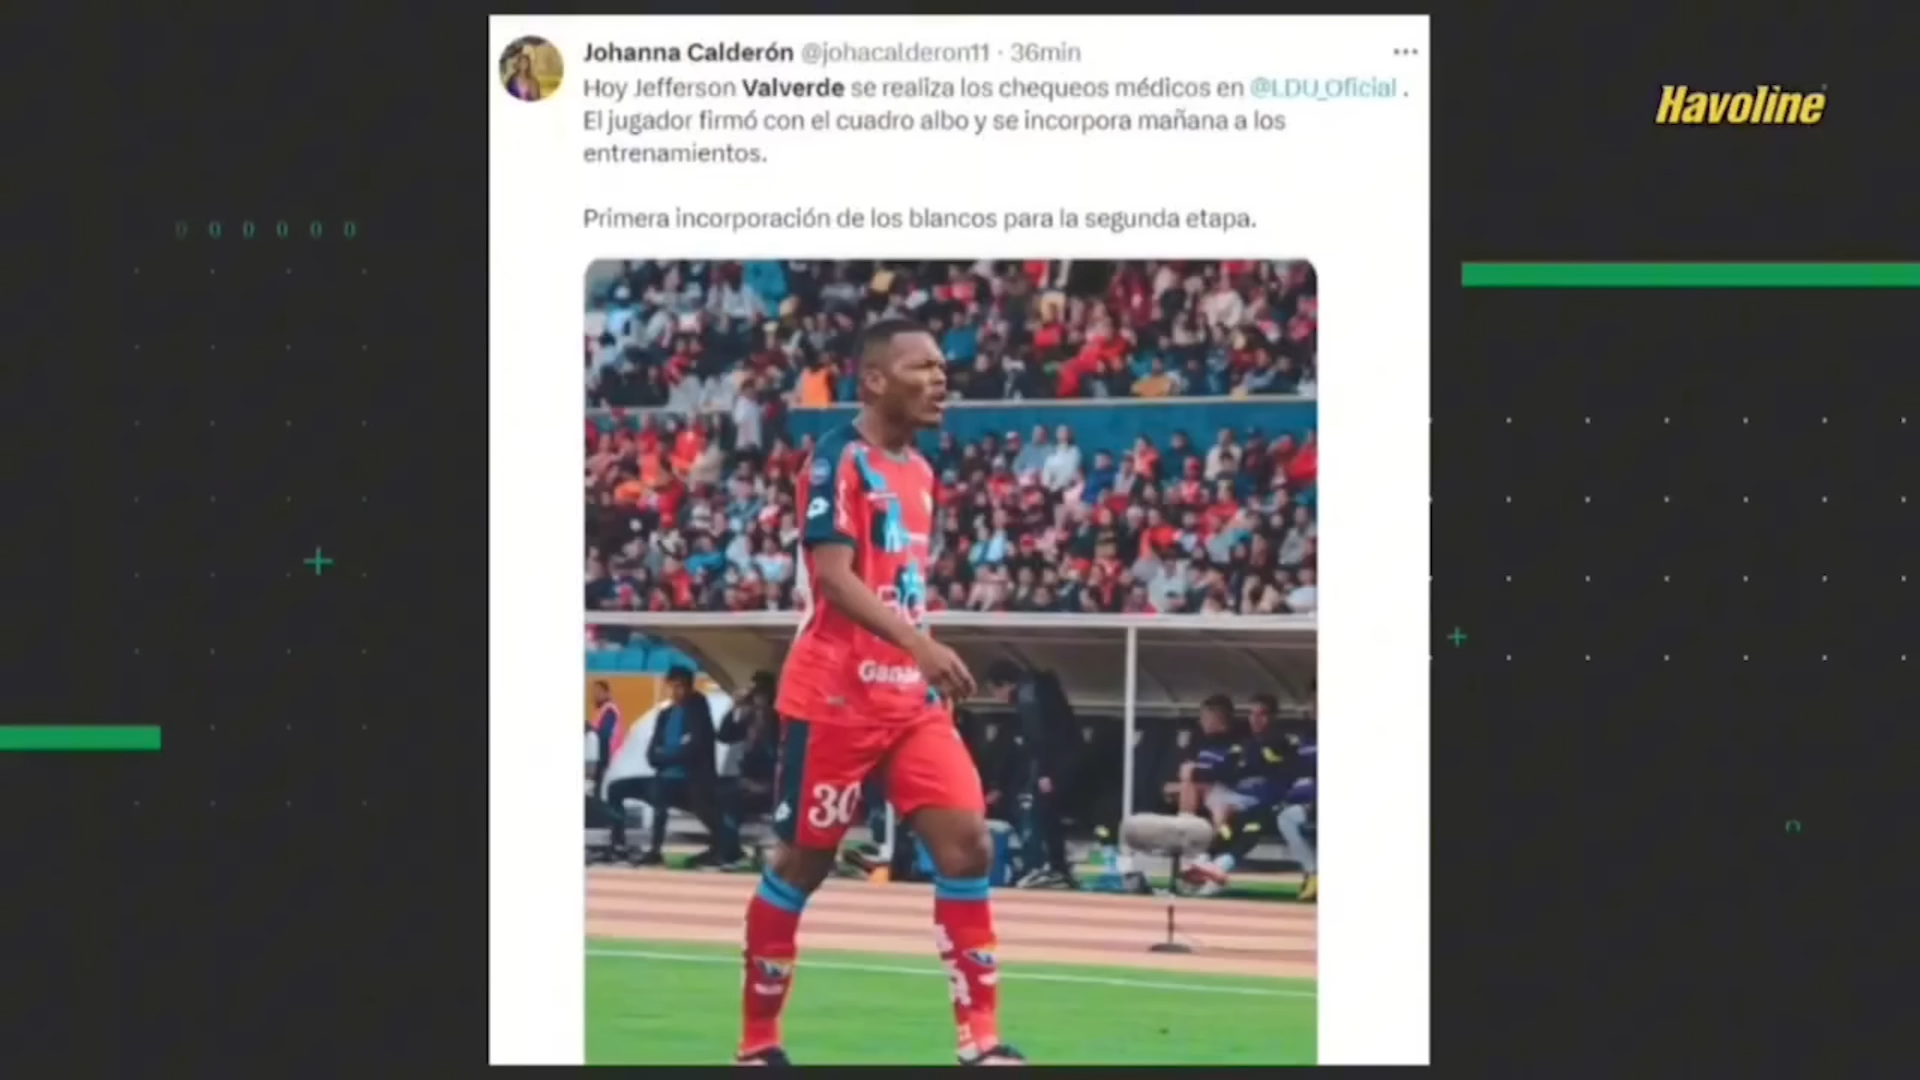 Johanna Calderón @johacalderon11 · 36min
Hoy Jefferson Valverde se realiza los chequeos médicos en @LDU_Oficial .
El jugador firmó con el cuadro albo y se incorpora mañana a los
entrenamientos.
Primera incorporación de los blancos para la segunda etapa.
Havoline
30